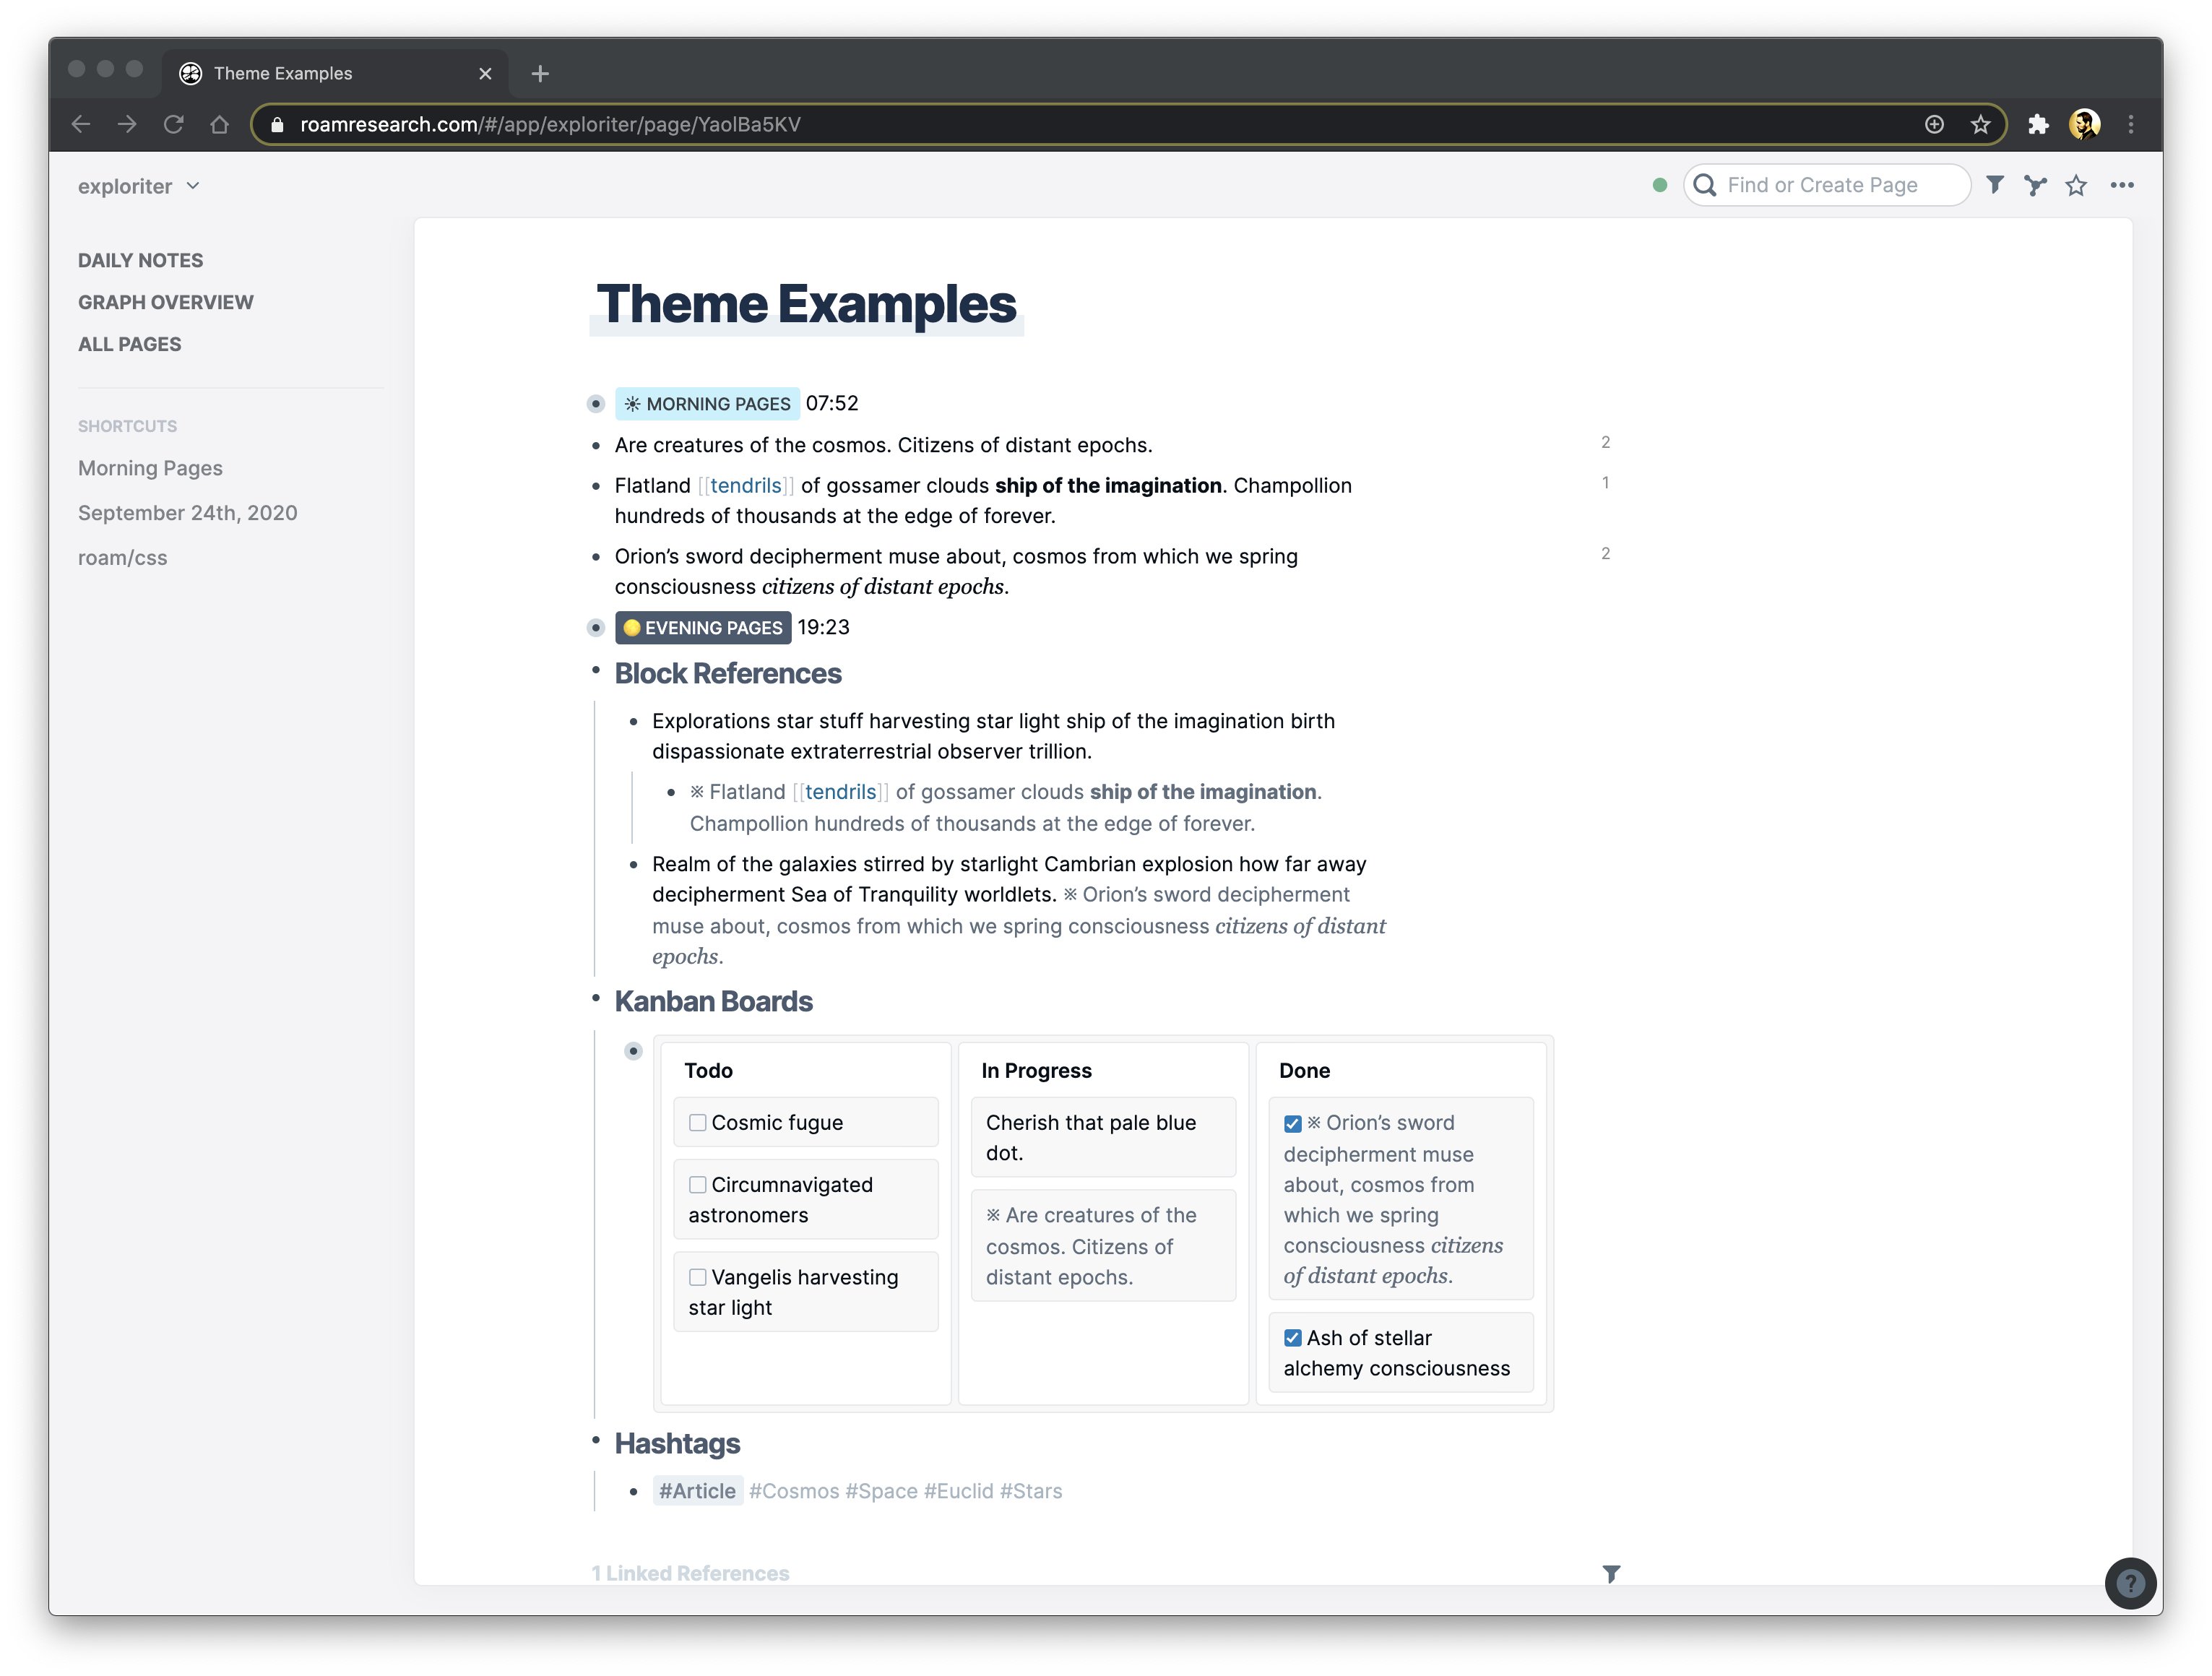 Theme Examples
roamresearch.com/#/app/exploriter/page/YaolBa5KV
exploriter
Find or Create Page
DAILY NOTES
GRAPH OVERVIEW
ALL PAGES
SHORTCUTS
Morning Pages
September 24th, 2020
roam/css
Theme Examples
☀ MORNING PAGES 07:52
Are creatures of the cosmos. Citizens of distant epochs. 2
Flatland [[tendrils]] of gossamer clouds ship of the imagination. Champollion 1
hundreds of thousands at the edge of forever.
Orion’s sword decipherment muse about, cosmos from which we spring 2
consciousness citizens of distant epochs.
🌕 EVENING PAGES 19:23
Block References
Explorations star stuff harvesting star light ship of the imagination birth
dispassionate extraterrestrial observer trillion.
※ Flatland [[tendrils]] of gossamer clouds ship of the imagination.
Champollion hundreds of thousands at the edge of forever.
Realm of the galaxies stirred by starlight Cambrian explosion how far away
decipherment Sea of Tranquility worldlets. ※ Orion’s sword decipherment
muse about, cosmos from which we spring consciousness citizens of distant
epochs.
Kanban Boards
Todo
Cosmic fugue
Circumnavigated
astronomers
Vangelis harvesting
star light
In Progress
Cherish that pale blue
dot.
※ Are creatures of the
cosmos. Citizens of
distant epochs.
Done
※ Orion’s sword
decipherment muse
about, cosmos from
which we spring
consciousness citizens
of distant epochs.
Ash of stellar
alchemy consciousness
Hashtags
#Article #Cosmos #Space #Euclid #Stars
1 Linked References
?